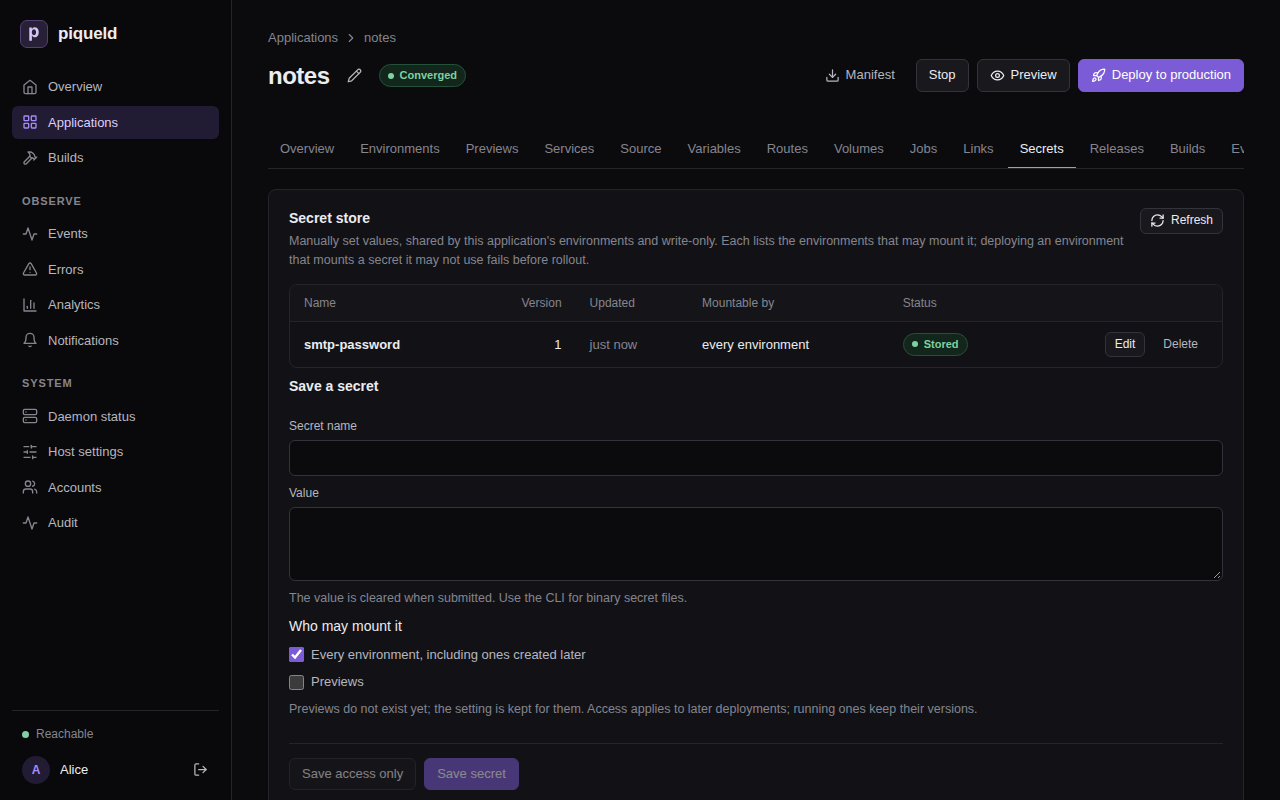 p piqueld
Overview
Applications
Builds
OBSERVE
Events
Errors
Analytics
Notifications
SYSTEM
Daemon status
Host settings
Accounts
Audit
Reachable
A Alice
Applications notes
notes Converged Manifest Stop Preview Deploy to production
Overview Environments Previews Services Source Variables Routes Volumes Jobs Links Secrets Releases Builds Ev
Secret store
Refresh
Manually set values, shared by this application's environments and write-only. Each lists the environments that may mount it; deploying an environment
that mounts a secret it may not use fails before rollout.
Name Version Updated Mountable by Status
smtp-password 1 just now every environment Stored Edit Delete
Save a secret
Secret name
Value
The value is cleared when submitted. Use the CLI for binary secret files.
Who may mount it
Every environment, including ones created later
Previews
Previews do not exist yet; the setting is kept for them. Access applies to later deployments; running ones keep their versions.
Save access only Save secret